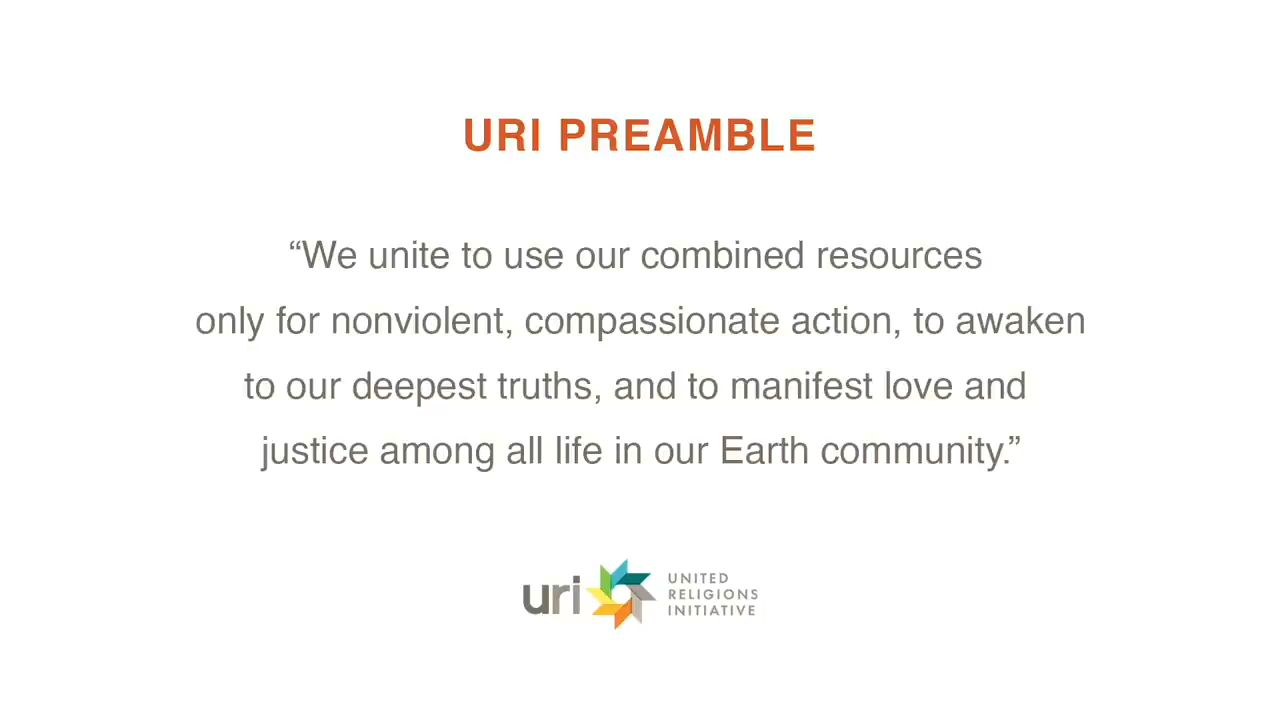 URI PREAMBLE
“We unite to use our combined resources
only for nonviolent, compassionate action, to awaken
to our deepest truths, and to manifest love and
justice among all life in our Earth community.”
uri
UNITED
RELIGIONS
INITIATIVE